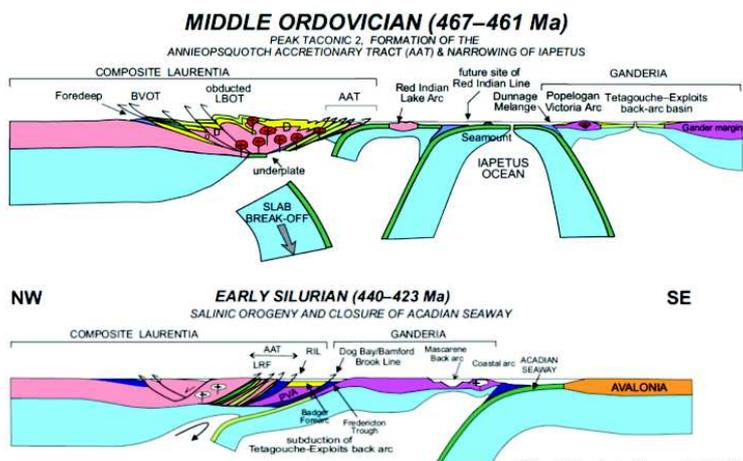 MIDDLE ORDOVICIAN (467–461 Ma)
PEAK TACONIC 2, FORMATION OF THE
ANNIEOPSQUOTCH ACCRETIONARY TRACT (AAT) & NARROWING OF IAPETUS
COMPOSITE LAURENTIA
GANDERIA
Foredeep
BVOT
obducted
LBOT
AAT
Red Indian
Lake Arc
future site of
Red Indian Line
Dunnage
Melange
Popelogan
Victoria Arc
Tetagouche–Exploits
back-arc basin
D
D
Seamount
Gander margin
underplate
IAPETUS
OCEAN
SLAB
BREAK-OFF
NW
EARLY SILURIAN (440–423 Ma)
SE
SALINIC OROGENY AND CLOSURE OF ACADIAN SEAWAY
COMPOSITE LAURENTIA
GANDERIA
AAT
LRF
RIL
Dog Bay/Bamford
Brook Line
Mascarene
Back arc
Coastal arc
ACADIAN
SEAWAY
PVA
AVALONIA
Badger
Forearc
Fredericton
Trough
subduction of
Tetagouche–Exploits back arc